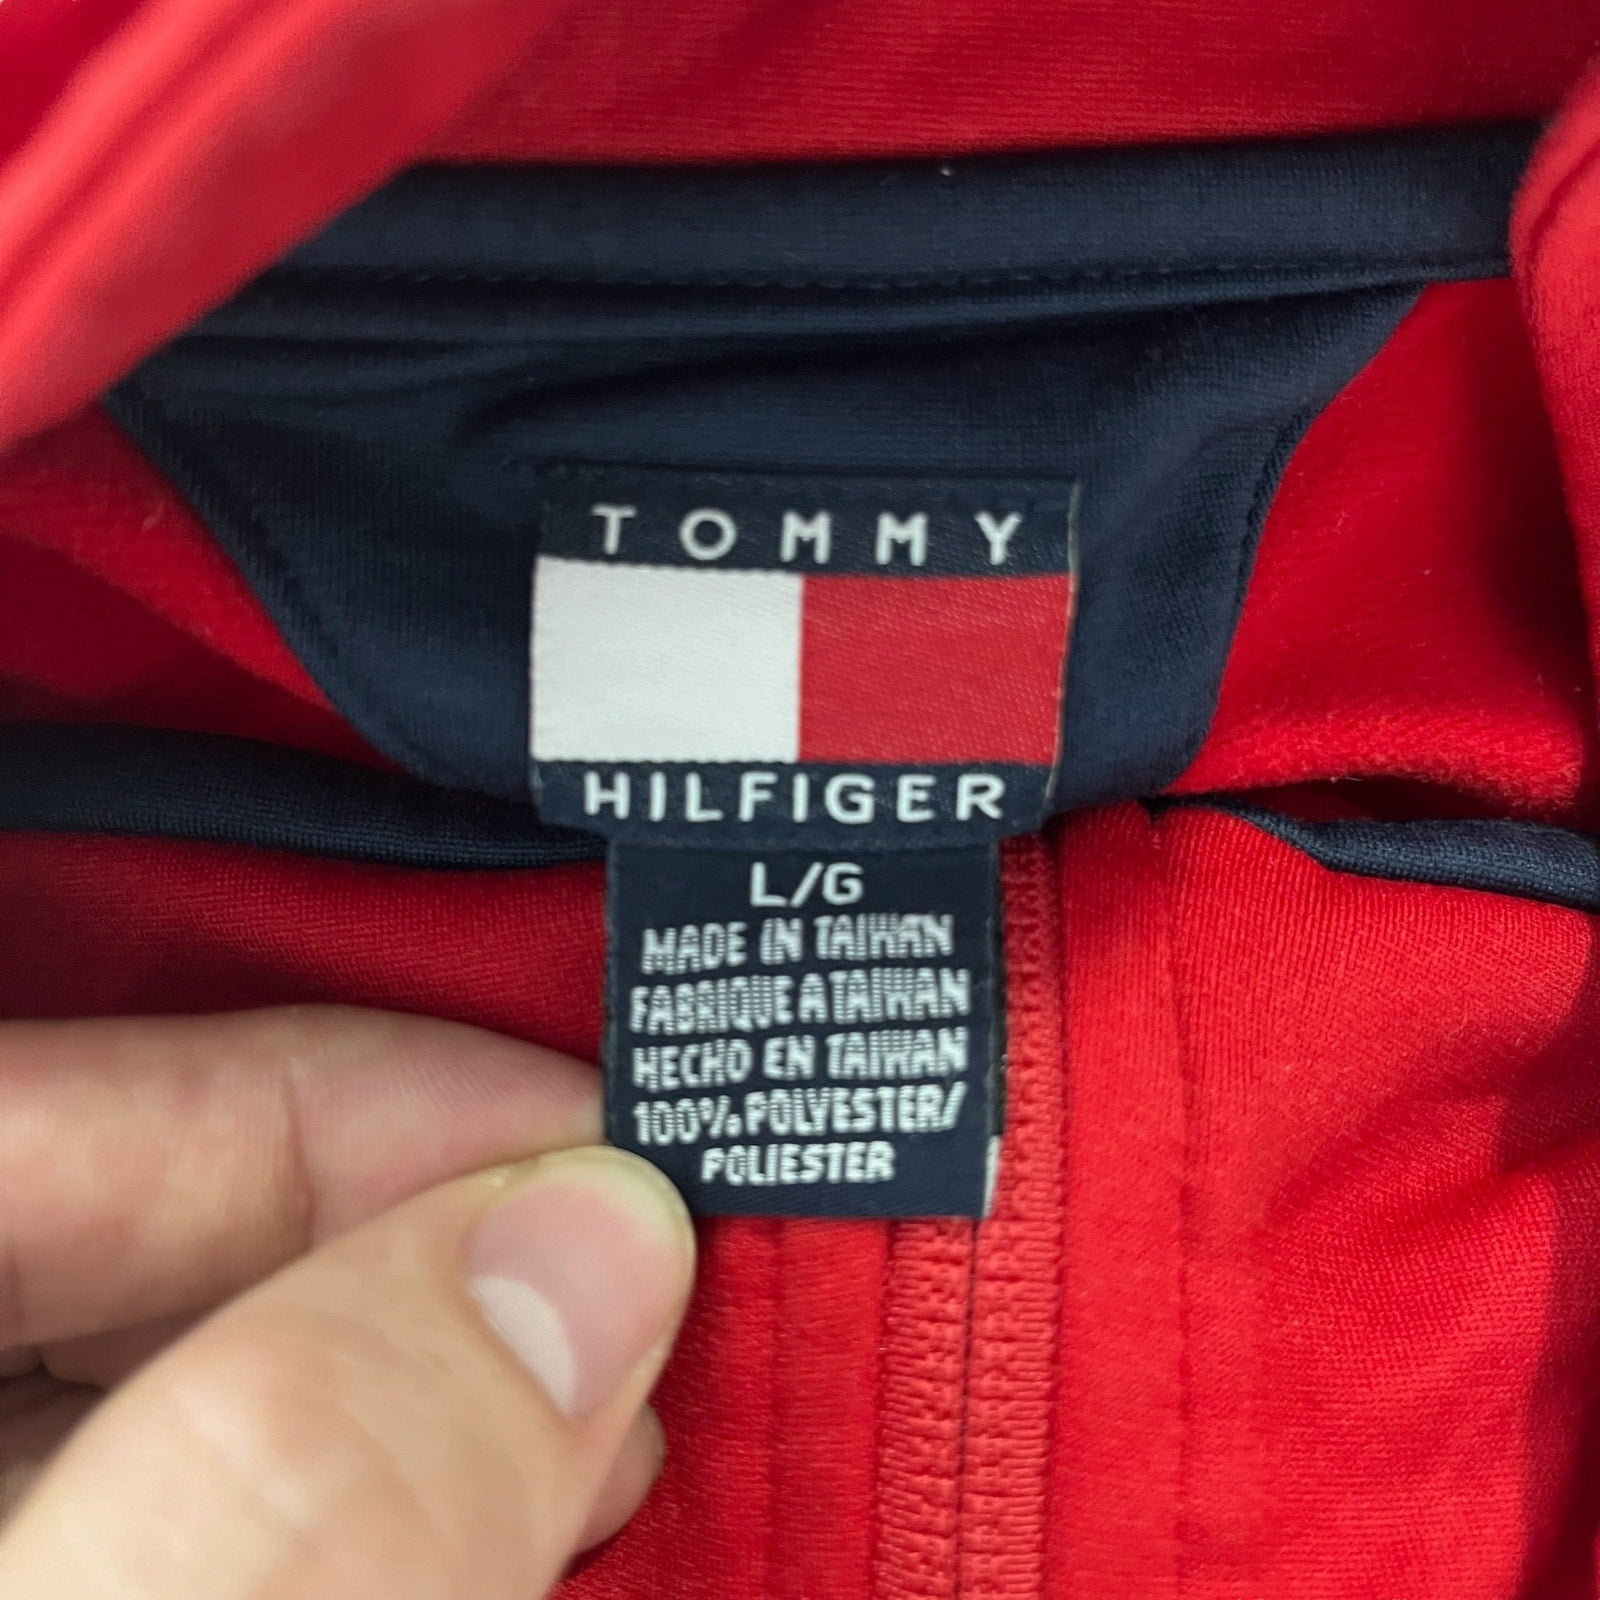 TOMMY
HILFIGER
L/G
MADE IN TAIWAN
FABRIQUE A TAIWAN
HECHO EN TAIWAN
100% POLYESTER/
POLIESTER